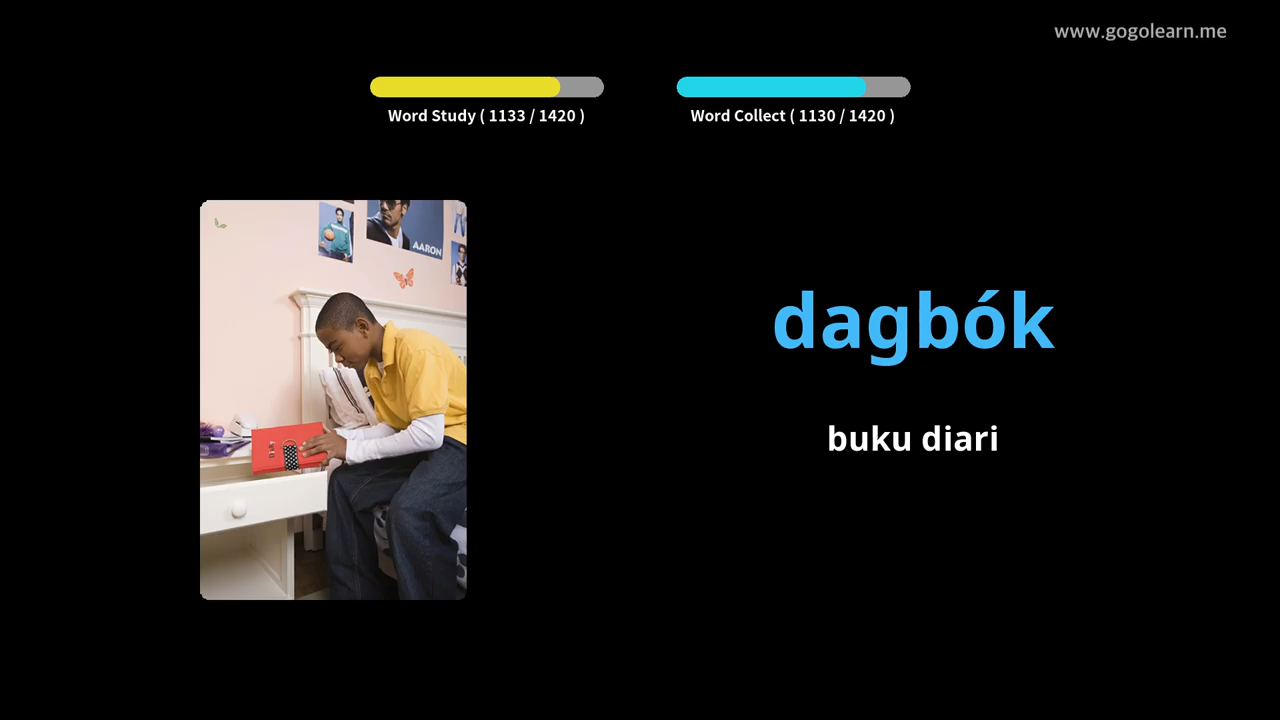 www.gogolearn.me
Word Study ( 1133 / 1420 )
Word Collect ( 1130 / 1420 )
AARON
dagbók
buku diari